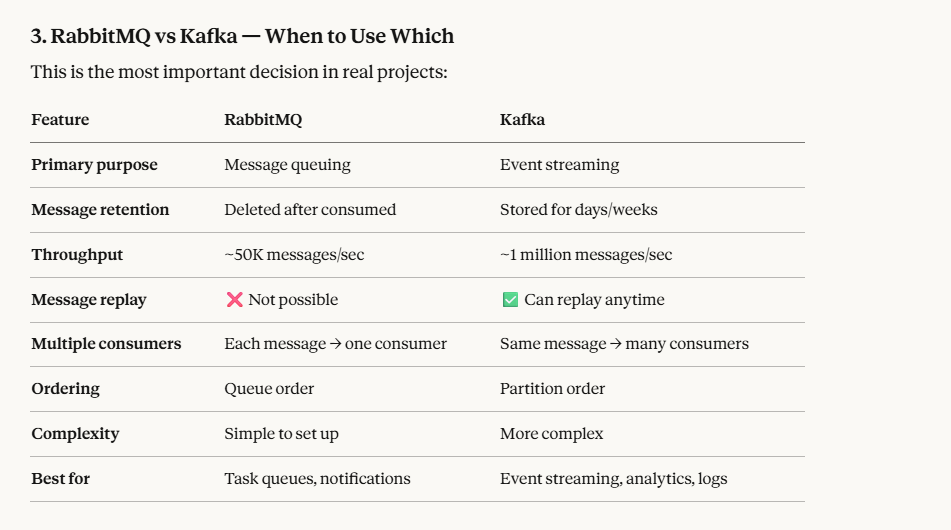 3. RabbitMQ vs Kafka — When to Use Which
This is the most important decision in real projects:
Feature RabbitMQ Kafka
Primary purpose Message queuing Event streaming
Message retention Deleted after consumed Stored for days/weeks
Throughput ~50K messages/sec ~1 million messages/sec
Message replay ❌ Not possible ✅ Can replay anytime
Multiple consumers Each message → one consumer Same message → many consumers
Ordering Queue order Partition order
Complexity Simple to set up More complex
Best for Task queues, notifications Event streaming, analytics, logs